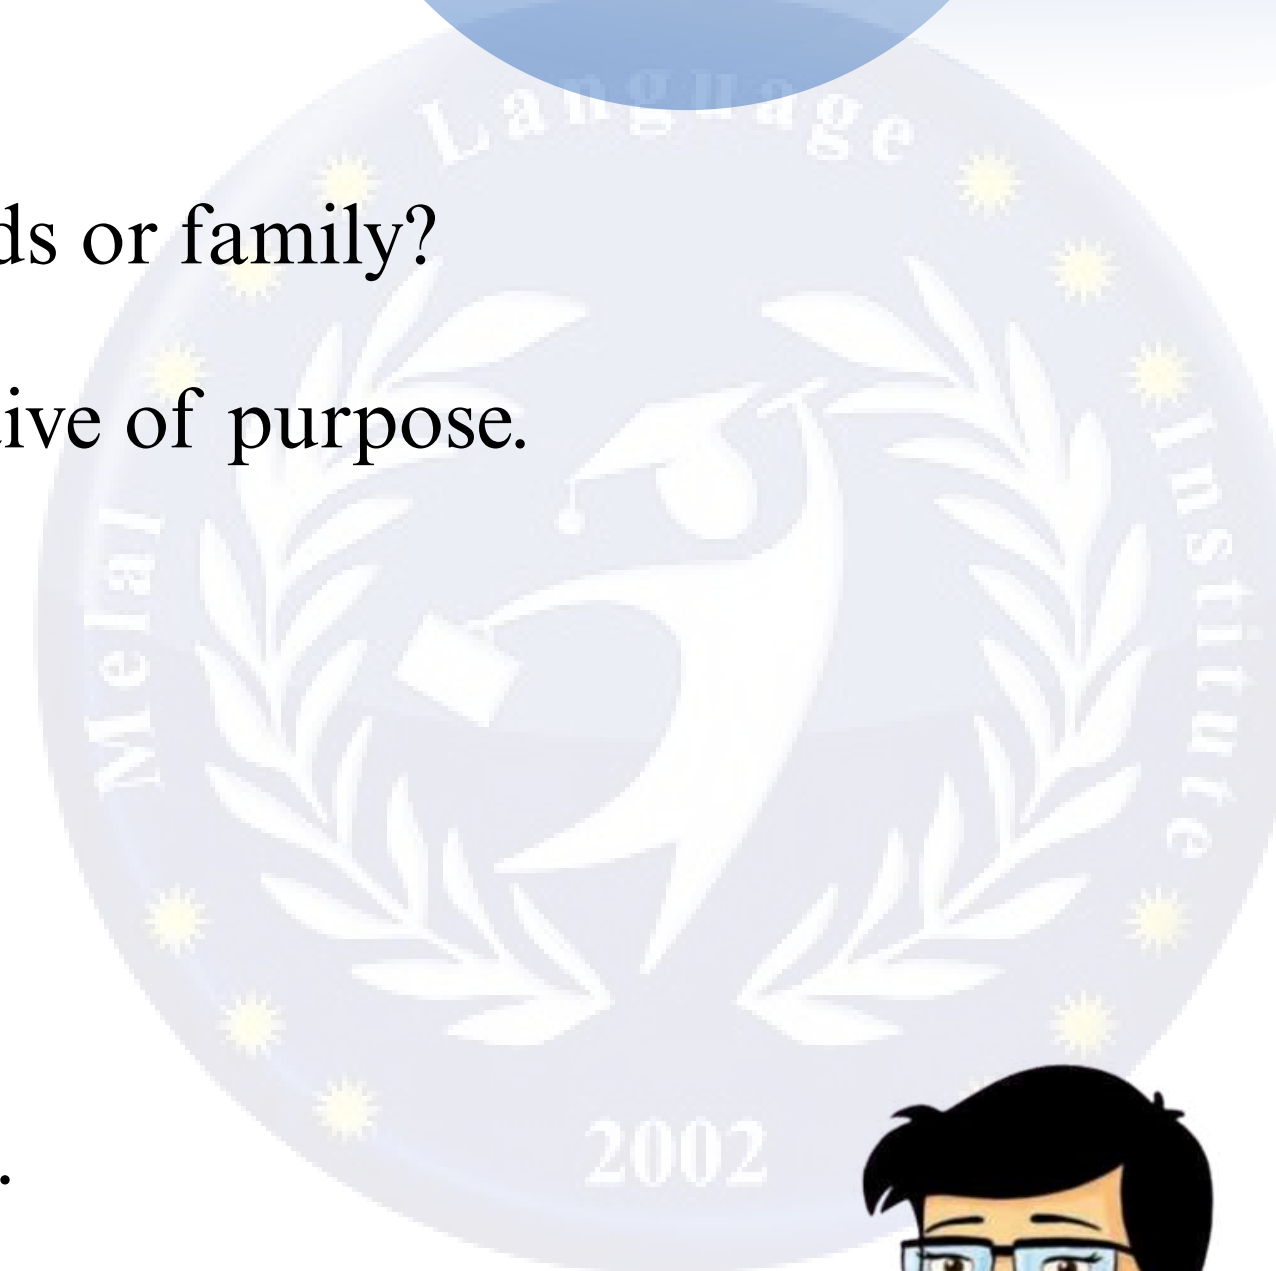 Language
ds or family?
ive of purpose.
Melal
Institute
2002
.